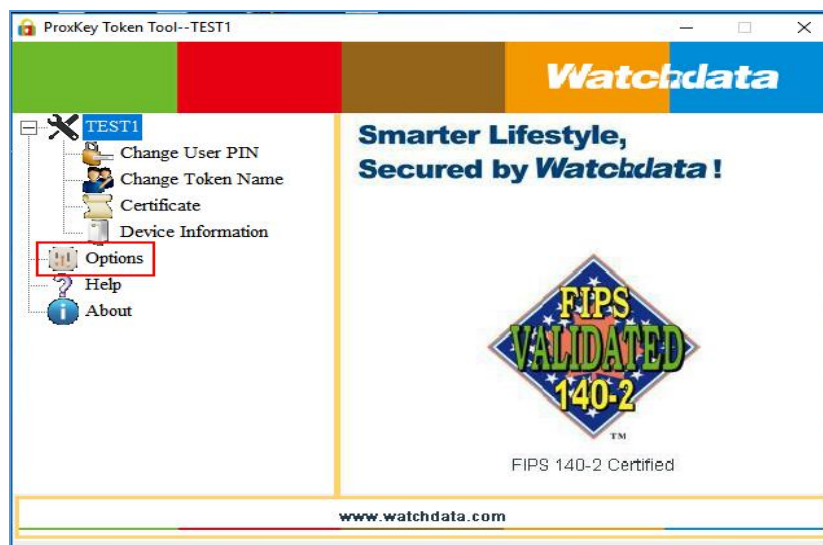 ProxKey Token Tool--TEST1
Watchdata
TEST1
Change User PIN
Change Token Name
Certificate
Device Information
Options
Help
About
Smarter Lifestyle,
Secured by Watchdata!
FIPS
VALIDATED
140-2
TM
FIPS 140-2 Certified
www.watchdata.com